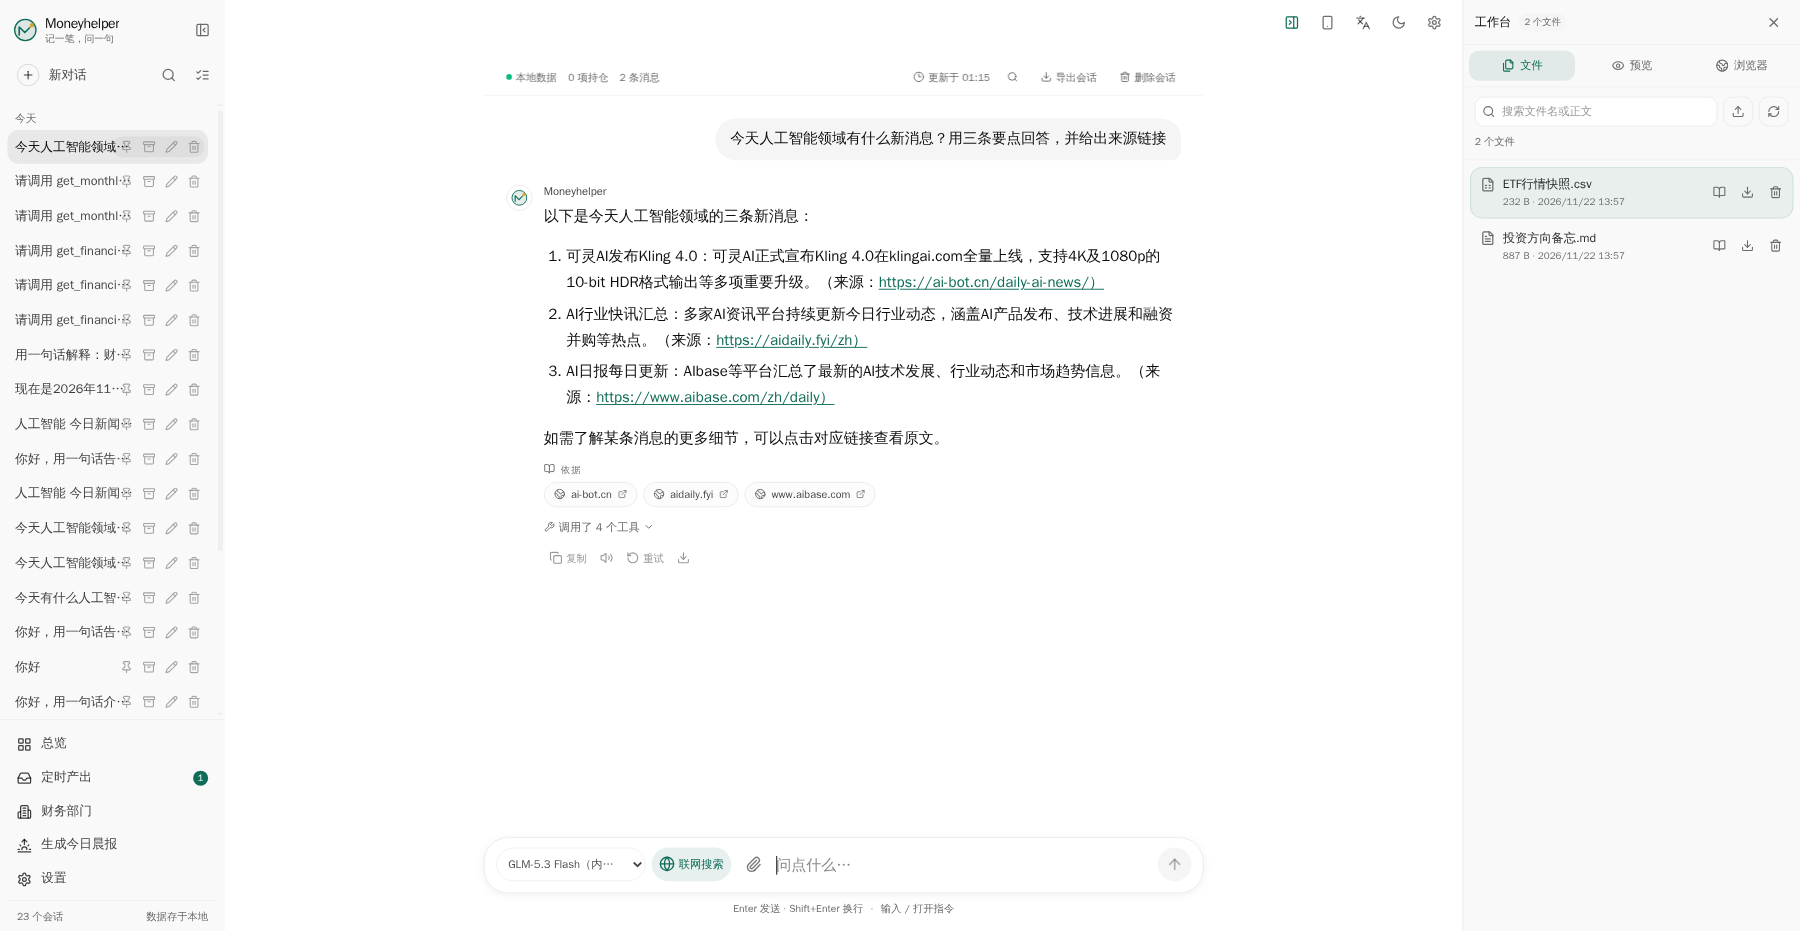 Moneyhelper
记一笔，问一句
新对话
今天
今天人工智能领域···
请调用 get_monthl···
请调用 get_monthl···
请调用 get_financi···
请调用 get_financi···
请调用 get_financi···
用一句话解释：财···
现在是2026年11···
人工智能 今日新闻···
你好，用一句话告···
人工智能 今日新闻···
今天人工智能领域···
今天人工智能领域···
今天有什么人工智···
你好，用一句话告···
你好
你好，用一句话介···
总览
定时产出 1
财务部门
生成今日晨报
设置
23 个会话 数据存于本地
本地数据 0 项持仓 2 条消息 更新于 01:15 导出会话 删除会话
今天人工智能领域有什么新消息？用三条要点回答，并给出来源链接
Moneyhelper
以下是今天人工智能领域的三条新消息：
1. 可灵AI发布Kling 4.0：可灵AI正式宣布Kling 4.0在klingai.com全量上线，支持4K及1080p的
10-bit HDR格式输出等多项重要升级。（来源：https://ai-bot.cn/daily-ai-news/）
2. AI行业快讯汇总：多家AI资讯平台持续更新今日行业动态，涵盖AI产品发布、技术进展和融资
并购等热点。（来源：https://aidaily.fyi/zh）
3. AI日报每日更新：AIbase等平台汇总了最新的AI技术发展、行业动态和市场趋势信息。（来
源：https://www.aibase.com/zh/daily）
如需了解某条消息的更多细节，可以点击对应链接查看原文。
依据
ai-bot.cn aidaily.fyi www.aibase.com
调用了 4 个工具
复制 重试
GLM-5.3 Flash（内··· 联网搜索 问点什么···
Enter 发送 · Shift+Enter 换行 · 输入 / 打开指令
工作台 2 个文件
文件 预览 浏览器
搜索文件名或正文
2 个文件
ETF行情快照.csv
232 B · 2026/11/22 13:57
投资方向备忘.md
887 B · 2026/11/22 13:57